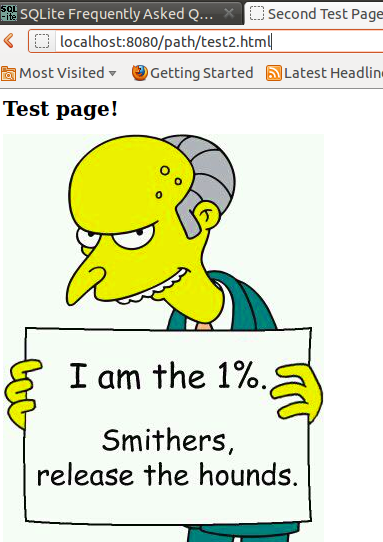 SQLite Frequently Asked Q...
Second Test Page
localhost:8080/path/test2.html
Most Visited
Getting Started
Latest Headlin
Test page!
I am the 1%.
Smithers,
release the hounds.